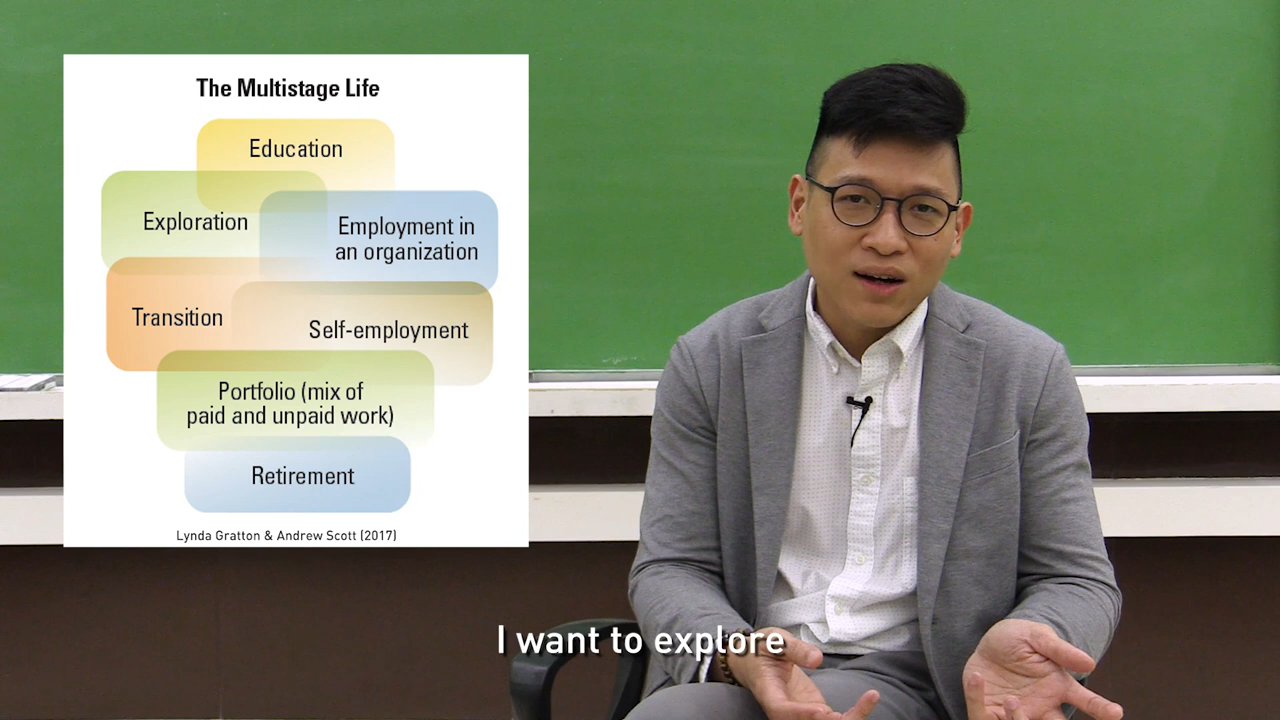 The Multistage Life
Education
Exploration
Employment in
an organization
Transition
Self-employment
Portfolio (mix of
paid and unpaid work)
Retirement
Lynda Gratton & Andrew Scott (2017)
I want to explore